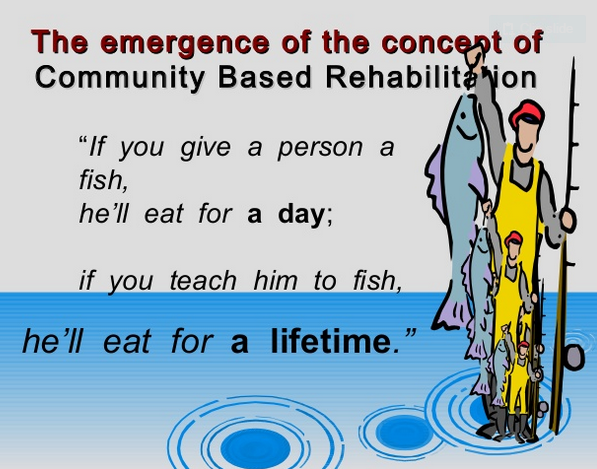 The emergence of the concept of
Community Based Rehabilitation
“If you give a person a
fish,
he’ll eat for a day;
if you teach him to fish,
he’ll eat for a lifetime.”